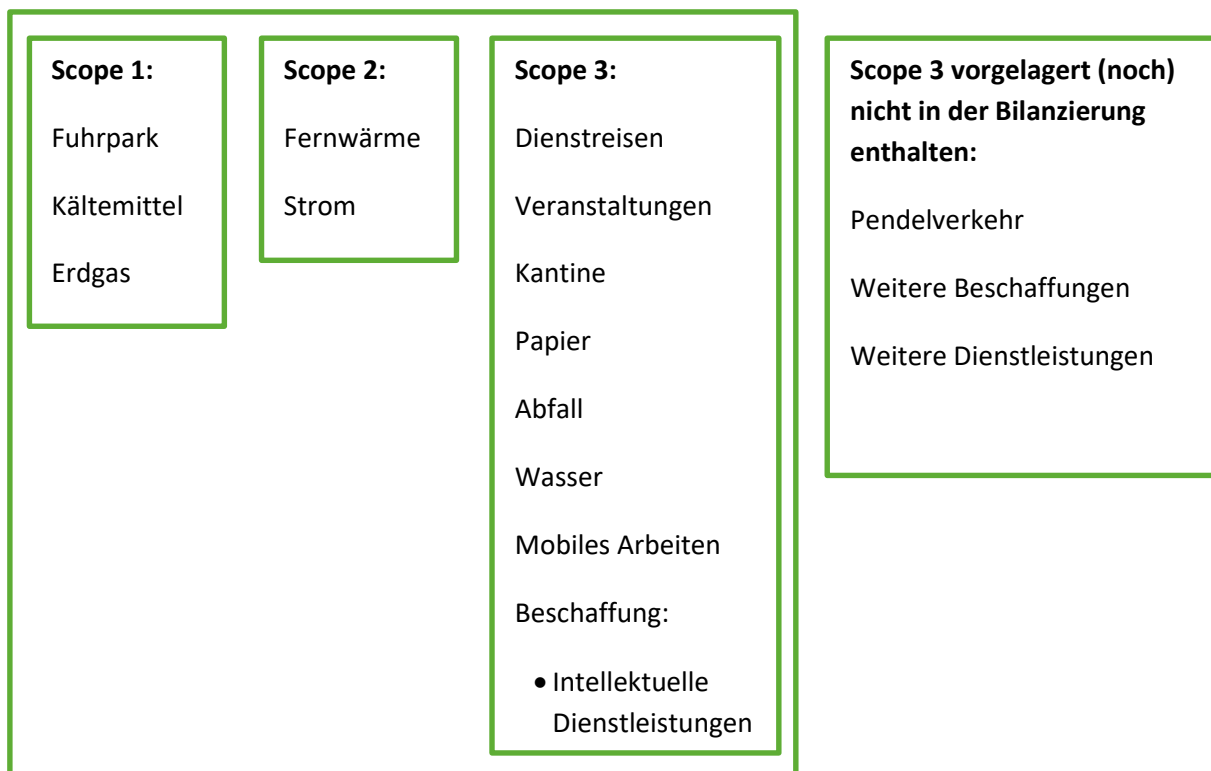 Scope 1:
Fuhrpark
Kältemittel
Erdgas
Scope 2:
Fernwärme
Strom
Scope 3:
Dienstreisen
Veranstaltungen
Kantine
Papier
Abfall
Wasser
Mobiles Arbeiten
Beschaffung:
• Intellektuelle
Dienstleistungen
Scope 3 vorgelagert (noch)
nicht in der Bilanzierung
enthalten:
Pendelverkehr
Weitere Beschaffungen
Weitere Dienstleistungen